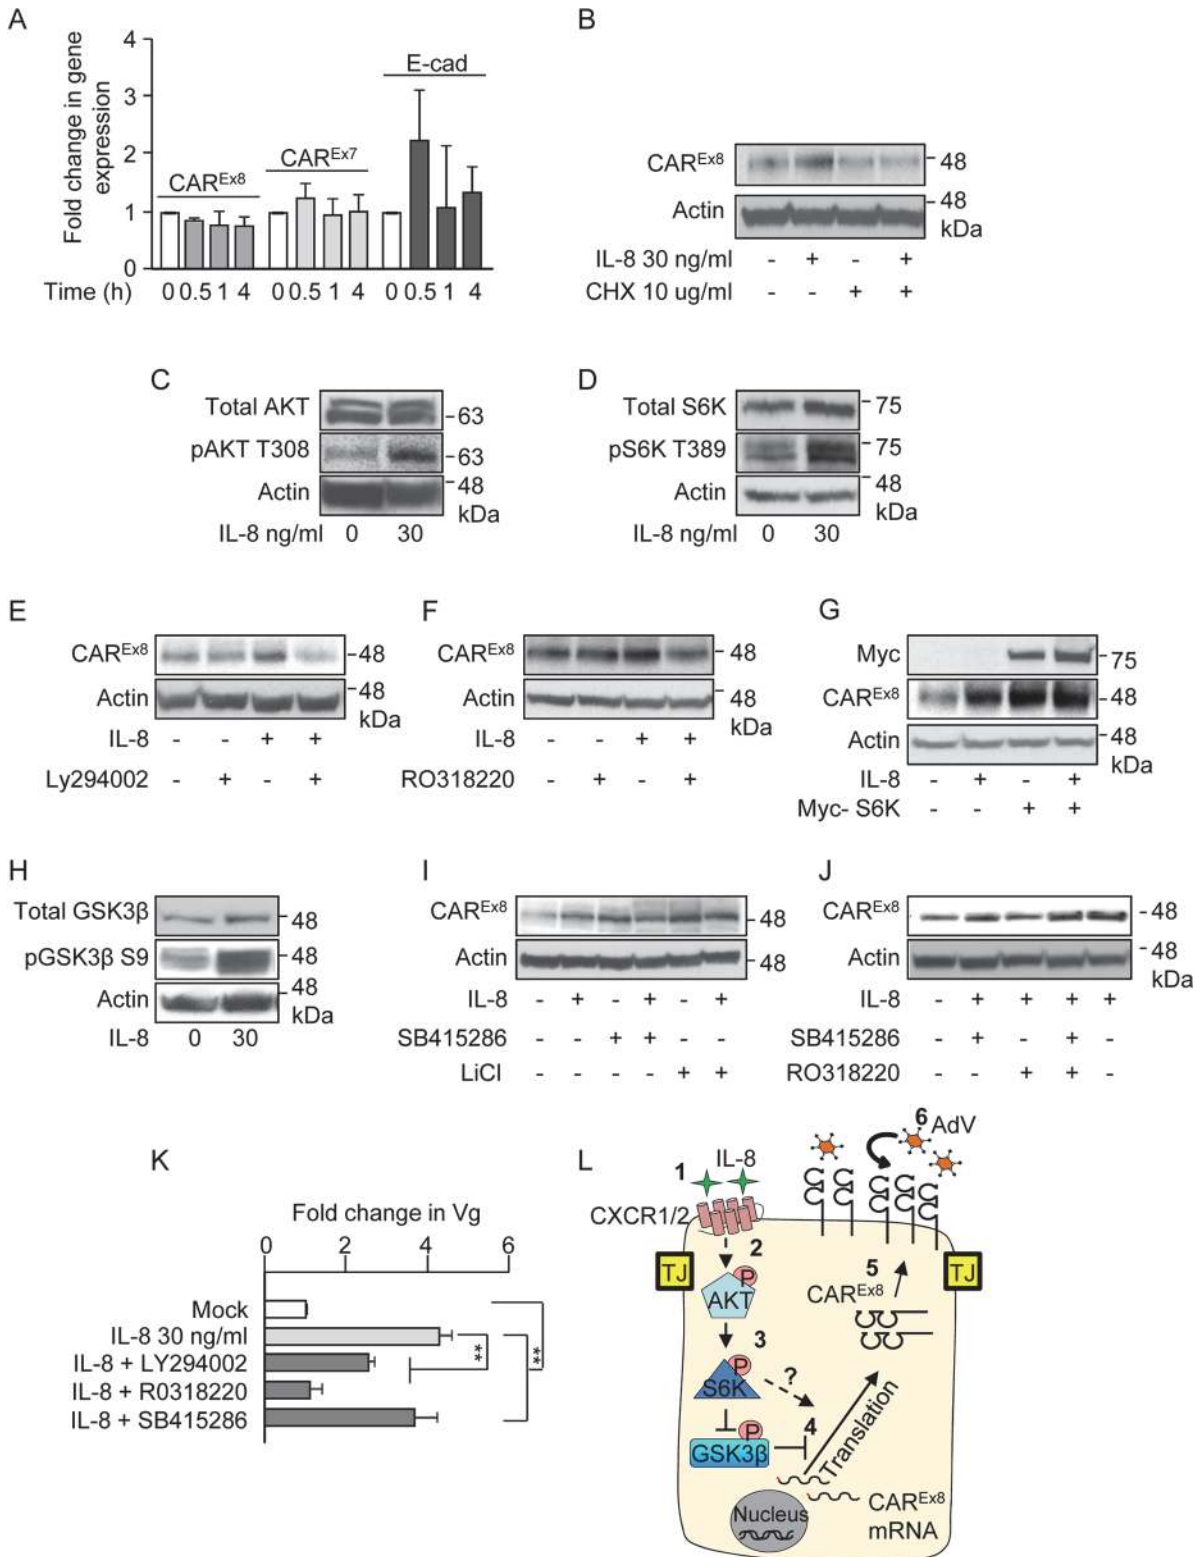 A
Fold change in gene
expression
4
3
2
1
0
CAR^Ex8
CAR^Ex7
E-cad
Time (h) 0 0.5 1 4 0 0.5 1 4 0 0.5 1 4
B
CAR^Ex8 48
Actin 48
kDa
IL-8 30 ng/ml - + - +
CHX 10 ug/ml - - + +
C
Total AKT -63
pAKT T308 -63
Actin 48
kDa
IL-8 ng/ml 0 30
D
Total S6K 75
pS6K T389 75
Actin 48
kDa
IL-8 ng/ml 0 30
E
CAR^Ex8 -48
Actin 48
kDa
IL-8 - - + +
Ly294002 - + - +
F
CAR^Ex8 48
Actin 48
kDa
IL-8 - - + +
RO318220 - + - +
G
Myc -75
CAR^Ex8 -48
Actin 48
kDa
IL-8 - + - +
Myc- S6K - - + +
H
Total GSK3β -48
pGSK3β S9 48
Actin 48
kDa
IL-8 0 30
I
CAR^Ex8 -48
Actin 48
IL-8 - + - + - +
SB415286 - - + + - -
LiCl - - - - + +
J
CAR^Ex8 -48
Actin 48
kDa
IL-8 - + + + +
SB415286 - + - + -
RO318220 - - + + -
K
Fold change in Vg
0 2 4 6
Mock
IL-8 30 ng/ml
IL-8 + LY294002
IL-8 + R0318220
IL-8 + SB415286
**
**
L
1
IL-8
CXCR1/2
2
TJ
P
AKT
3
P
S6K
?
4
P
GSK3β
Nucleus
Translation
CAR^Ex8
mRNA
5
CAR^Ex8
TJ
6
AdV